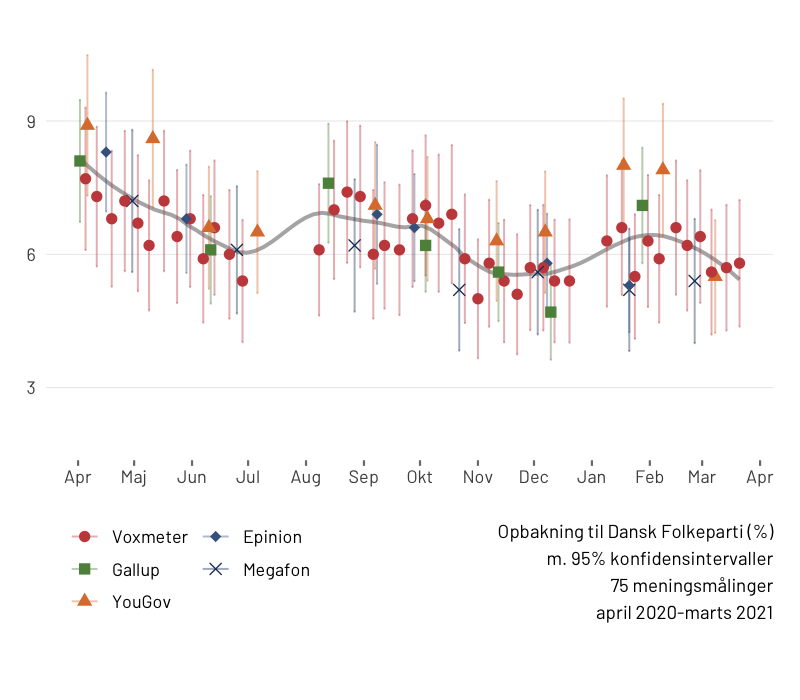 9
6
3
Apr Maj Jun Jul Aug Sep Okt Nov Dec Jan Feb Mar Apr
Voxmeter Epinion
Gallup Megafon
YouGov
Opbakning til Dansk Folkeparti (%)
m. 95% konfidensintervaller
75 meningsmålinger
april 2020-marts 2021